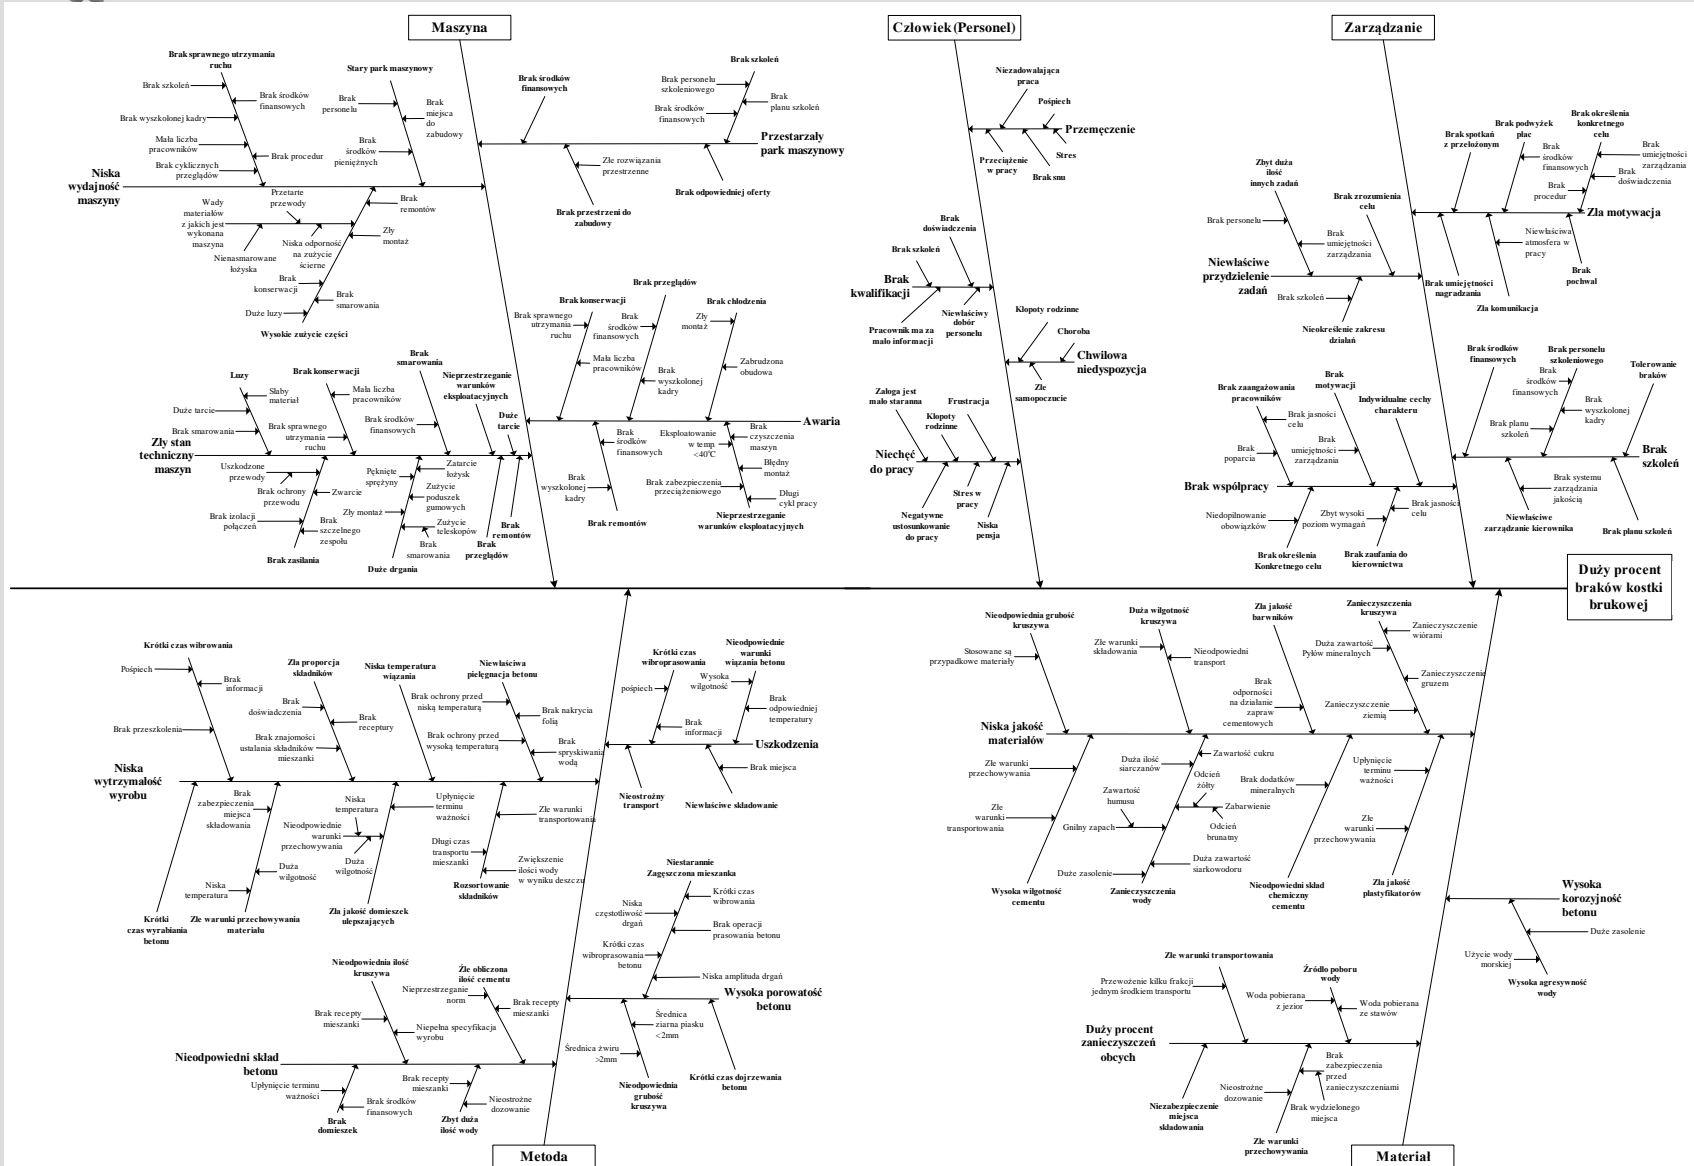 Maszyna
Człowiek (Personel)
Zarządzanie
Brak sprawnego utrzymania
ruchu
Brak szkoleń
Brak środków
finansowych
Brak wyszkolonej kadry
Mała liczba
pracowników
Brak procedur
Brak cyklicznych
przeglądów
Stary park maszynowy
Brak
personelu
Brak
miejsca
do
zabudowy
Brak
środków
pieniężnych
Niska
wydajność
maszyny
Wady
materiałów
z jakich jest
wykonana
maszyna
Przetarte
przewody
Nienasmarowane
łożyska
Niska odporność
na zużycie
ścierne
Brak
remontów
Zły
montaż
Brak
konserwacji
Brak
smarowania
Duże luzy
Wysokie zużycie części
Brak środków
finansowych
Brak szkoleń
Brak personelu
szkoleniowego
Brak
planu szkoleń
Brak środków
finansowych
Przestarzały
park maszynowy
Złe rozwiązania
przestrzenne
Brak przestrzeni do
zabudowy
Brak odpowiedniej oferty
Luzy
Słaby
materiał
Duże tarcie
Brak smarowania
Brak konserwacji
Mała liczba
pracowników
Brak sprawnego
utrzymania
ruchu
Brak
smarowania
Brak środków
finansowych
Nieprzestrzeganie
warunków
eksploatacyjnych
Duże
tarcie
Zły stan
techniczny
maszyn
Uszkodzone
przewody
Brak ochrony
przewodu
Zwarcie
Brak izolacji
połączeń
Brak
szczelnego
zespołu
Brak zasilania
Pęknięte
sprężyny
Zatarcie
łożysk
Zużycie
poduszek
gumowych
Zły montaż
Zużycie
teleskopów
Brak
smarowania
Duże drgania
Brak
przeglądów
Brak
remontów
Brak konserwacji
Brak sprawnego
utrzymania
ruchu
Mała liczba
pracowników
Brak przeglądów
Brak
środków
finansowych
Brak
wyszkolonej
kadry
Brak chłodzenia
Zły
montaż
Zabrudzona
obudowa
Awaria
Brak
środków
finansowych
Brak
wyszkolonej
kadry
Brak remontów
Eksploatowanie
w temp
<40°C
Brak
czyszczenia
maszyn
Błędny
montaż
Brak zabezpieczenia
przeciążeniowego
Długi
cykl pracy
Nieprzestrzeganie
warunków eksploatacyjnych
Niezadowalająca
praca
Pośpiech
Przemęczenie
Przeciążenie
w pracy
Brak snu
Stres
Brak
doświadczenia
Brak szkoleń
Brak
kwalifikacji
Pracownik ma za
mało informacji
Niewłaściwy
dobór
personelu
Kłopoty rodzinne
Choroba
Chwilowa
niedyspozycja
Złe
samopoczucie
Załoga jest
mało staranna
Kłopoty
rodzinne
Frustracja
Niechęć
do pracy
Negatywne
ustosunkowanie
do pracy
Stres w
pracy
Niska
pensja
Brak spotkań
z przełożonym
Brak podwyżek
płac
Brak
środków
finansowych
Brak określenia
konkretnego
celu
Brak
umiejętności
zarządzania
Brak
doświadczenia
Brak
procedur
Zła motywacja
Brak umiejętności
nagradzania
Niewłaściwa
atmosfera w
pracy
Zła komunikacja
Brak
pochwał
Zbyt duża
ilość
innych zadań
Brak personelu
Brak
umiejętności
zarządzania
Brak zrozumienia
celu
Niewłaściwe
przydzielenie
zadań
Brak szkoleń
Nieokreślenie zakresu
działań
Brak środków
finansowych
Brak personelu
szkoleniowego
Brak
środków
finansowych
Brak
wyszkolonej
kadry
Brak planu
szkoleń
Tolerowanie
braków
Brak
szkoleń
Brak systemu
zarządzania
jakością
Niewłaściwe
zarządzanie kierownika
Brak planu szkoleń
Brak zaangażowania
pracowników
Brak jasności
celu
Brak
poparcia
Brak
motywacji
Brak
umiejętności
zarządzania
Indywidualne cechy
charakteru
Brak współpracy
Niedopilnowanie
obowiązków
Brak określenia
Konkretnego celu
Zbyt wysoki
poziom wymagań
Brak jasności
celu
Brak zaufania do
kierownictwa
Duży procent
braków kostki
brukowej
Krótki czas wibrowania
Pośpiech
Brak
informacji
Brak przeszkolenia
Zła proporcja
składników
Brak
doświadczenia
Brak
receptury
Brak znajomości
ustalania składników
mieszanki
Niska temperatura
wiązania
Niewłaściwa
pielęgnacja betonu
Brak ochrony przed
niską temperaturą
Brak nakrycia
folią
Brak ochrony przed
wysoką temperaturą
Brak
spryskiwania
wodą
Niska
wytrzymałość
wyrobu
Krótki
czas wyrabiania
betonu
Brak
zabezpieczenia
miejsca
składowania
Duża
wilgotność
Niska
temperatura
Złe warunki przechowywania
materiału
Niska
temperatura
Nieodpowiednie
warunki
przechowywania
Duża
wilgotność
Upłynięcie
terminu
ważności
Zła jakość domieszek
ulepszających
Złe warunki
transportowania
Długi czas
transportu
mieszanki
Zwiększenie
ilości wody
w wyniku deszczu
Rozsortowanie
składników
Krótki czas
wibroprasowania
pośpiech
Brak
informacji
Nieodpowiednie
warunki
wiązania betonu
Wysoka
wilgotność
Brak
odpowiedniej
temperatury
Uszkodzenia
Nieostrożny
transport
Brak miejsca
Niewłaściwe składowanie
Niestarannie
Zagęszczona mieszanka
Krótki czas
wibrowania
Niska
częstotliwość
drgań
Brak operacji
prasowania betonu
Krótki czas
wibroprasowania
betonu
Niska amplituda drgań
Wysoka porowatość
betonu
Średnica
ziarna piasku
<2mm
Średnica żwiru
>2mm
Nieodpowiednia
grubość
kruszywa
Krótki czas dojrzewania
betonu
Nieodpowiednia ilość
kruszywa
Brak recepty
mieszanki
Niepełna specyfikacja
wyrobu
Źle obliczona
ilość cementu
Nieprzestrzeganie
norm
Brak recepty
mieszanki
Nieodpowiedni skład
betonu
Upłynięcie terminu
ważności
Brak środków
finansowych
Brak
domieszek
Brak recepty
mieszanki
Nieostrożne
dozowanie
Zbyt duża
ilość wody
Metoda
Nieodpowiednia grubość
kruszywa
Stosowane są
przypadkowe materiały
Duża wilgotność
kruszywa
Złe warunki
składowania
Nieodpowiedni
transport
Zła jakość
barwników
Brak
odporności
na działanie
zapraw
cementowych
Zanieczyszczenia
kruszywa
Zanieczyszczenie
wiórami
Duża zawartość
Pyłów mineralnych
Zanieczyszczenie
gruzem
Zanieczyszczenie
ziemią
Niska jakość
materiałów
Złe warunki
przechowywania
Złe
warunki
transportowania
Wysoka wilgotność
cementu
Zawartość cukru
Duża ilość
siarczanów
Odcień
żółty
Zawartość
humusu
Zabarwienie
Gnilny zapach
Odcień
brunatny
Duża zawartość
siarkowodoru
Duże zasolenie
Zanieczyszczenia
wody
Brak dodatków
mineralnych
Nieodpowiedni skład
chemiczny
cementu
Upłynięcie
terminu
ważności
Złe
warunki
przechowywania
Zła jakość
plastyfikatorów
Wysoka
korozyjność
betonu
Duże zasolenie
Użycie wody
morskiej
Wysoka agresywność
wody
Złe warunki transportowania
Przewożenie kilku frakcji
jednym środkiem transportu
Źródło poboru
wody
Woda pobierana
z jezior
Woda pobierana
ze stawów
Duży procent
zanieczyszczeń
obcych
Niezabezpieczenie
miejsca
składowania
Nieostrożne
dozowanie
Brak
zabezpieczenia
przed
zanieczyszczeniami
Brak wydzielonego
miejsca
Złe warunki
przechowywania
Materiał